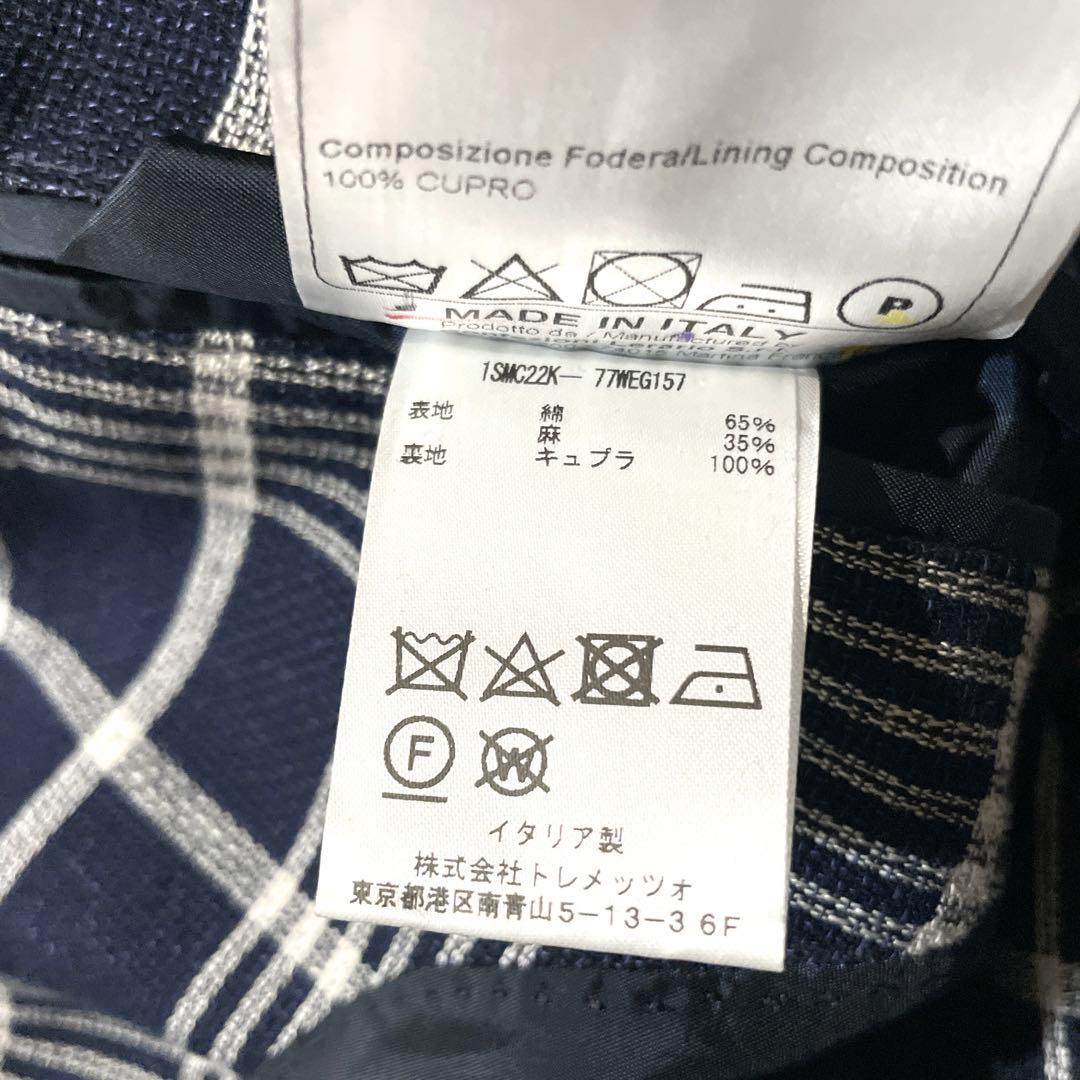 Composizione Fodera/Lining Composition
100% CUPRO
P
MADE IN ITALY
1SMC22K— 77WEG157
表地 綿 65%
麻 35%
裏地 キュプラ 100%
F W
イタリア製
株式会社トレメッツォ
東京都港区南青山5-13-3 6F